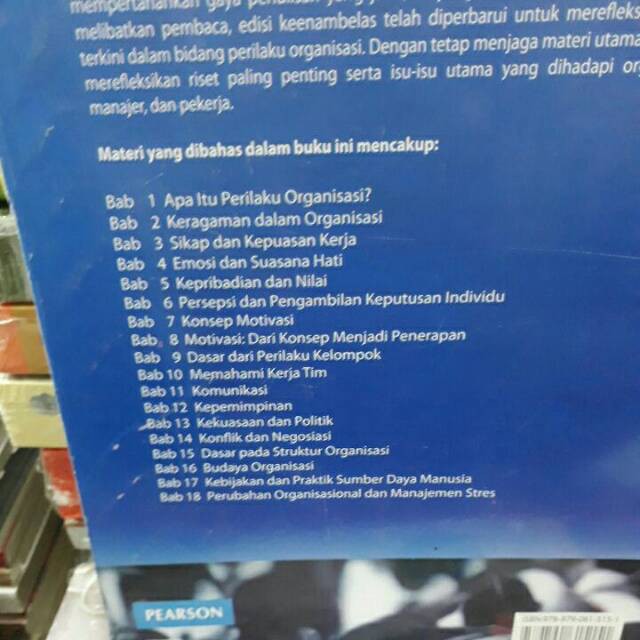 mempertahankan gaya
melibatkan pembaca, edisi keenambelas telah diperbarui untuk merefleks
terkini dalam bidang perilaku organisasi. Dengan tetap menjaga materi utama
merefleksikan riset paling penting serta isu-isu utama yang dihadapi or
manajer, dan pekerja.
Materi yang dibahas dalam buku ini mencakup:
Bab 1 Apa Itu Perilaku Organisasi?
Bab 2 Keragaman dalam Organisasi
Bab 3 Sikap dan Kepuasan Kerja
Bab 4 Emosi dan Suasana Hati
Bab 5 Kepribadian dan Nilai
Bab 6 Persepsi dan Pengambilan Keputusan Individu
Bab 7 Konsep Motivasi
Bab 8 Motivasi: Dari Konsep Menjadi Penerapan
Bab 9 Dasar dari Perilaku Kelompok
Bab 10 Memahami Kerja Tim
Bab 11 Komunikasi
Bab 12 Kepemimpinan
Bab 13 Kekuasaan dan Politik
Bab 14 Konflik dan Negosiasi
Bab 15 Dasar pada Struktur Organisasi
Bab 16 Budaya Organisasi
Bab 17 Kebijakan dan Praktik Sumber Daya Manusia
Bab 18 Perubahan Organisasional dan Manajemen Stres
PEARSON